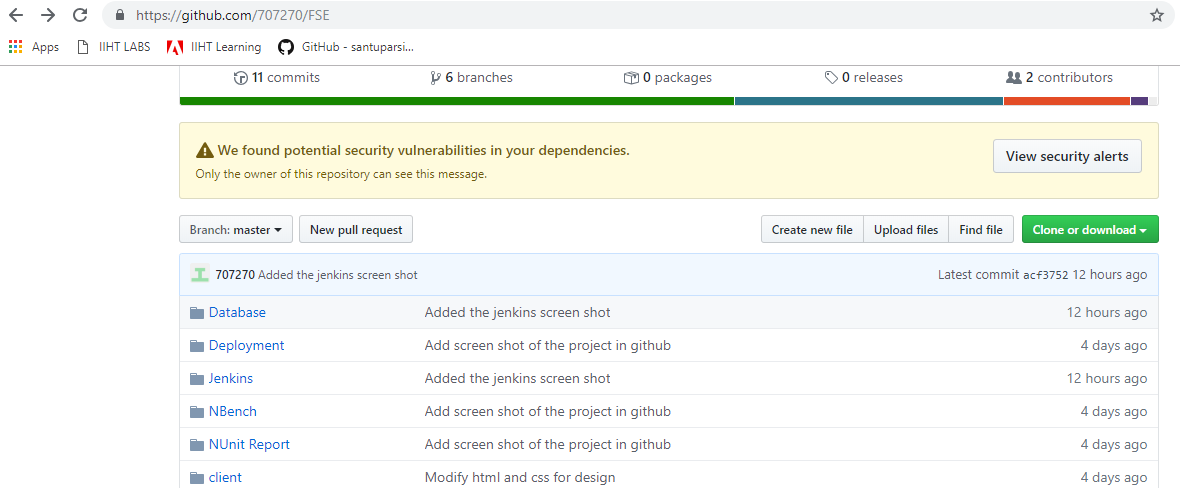 https://github.com/707270/FSE
Apps IIHT LABS IIHT Learning GitHub - santuparsi...
11 commits 6 branches 0 packages 0 releases 2 contributors
We found potential security vulnerabilities in your dependencies.
Only the owner of this repository can see this message.
View security alerts
Branch: master New pull request Create new file Upload files Find file Clone or download
707270 Added the jenkins screen shot Latest commit acf3752 12 hours ago
Database Added the jenkins screen shot 12 hours ago
Deployment Add screen shot of the project in github 4 days ago
Jenkins Added the jenkins screen shot 12 hours ago
NBench Add screen shot of the project in github 4 days ago
NUnit Report Add screen shot of the project in github 4 days ago
client Modify html and css for design 4 days ago